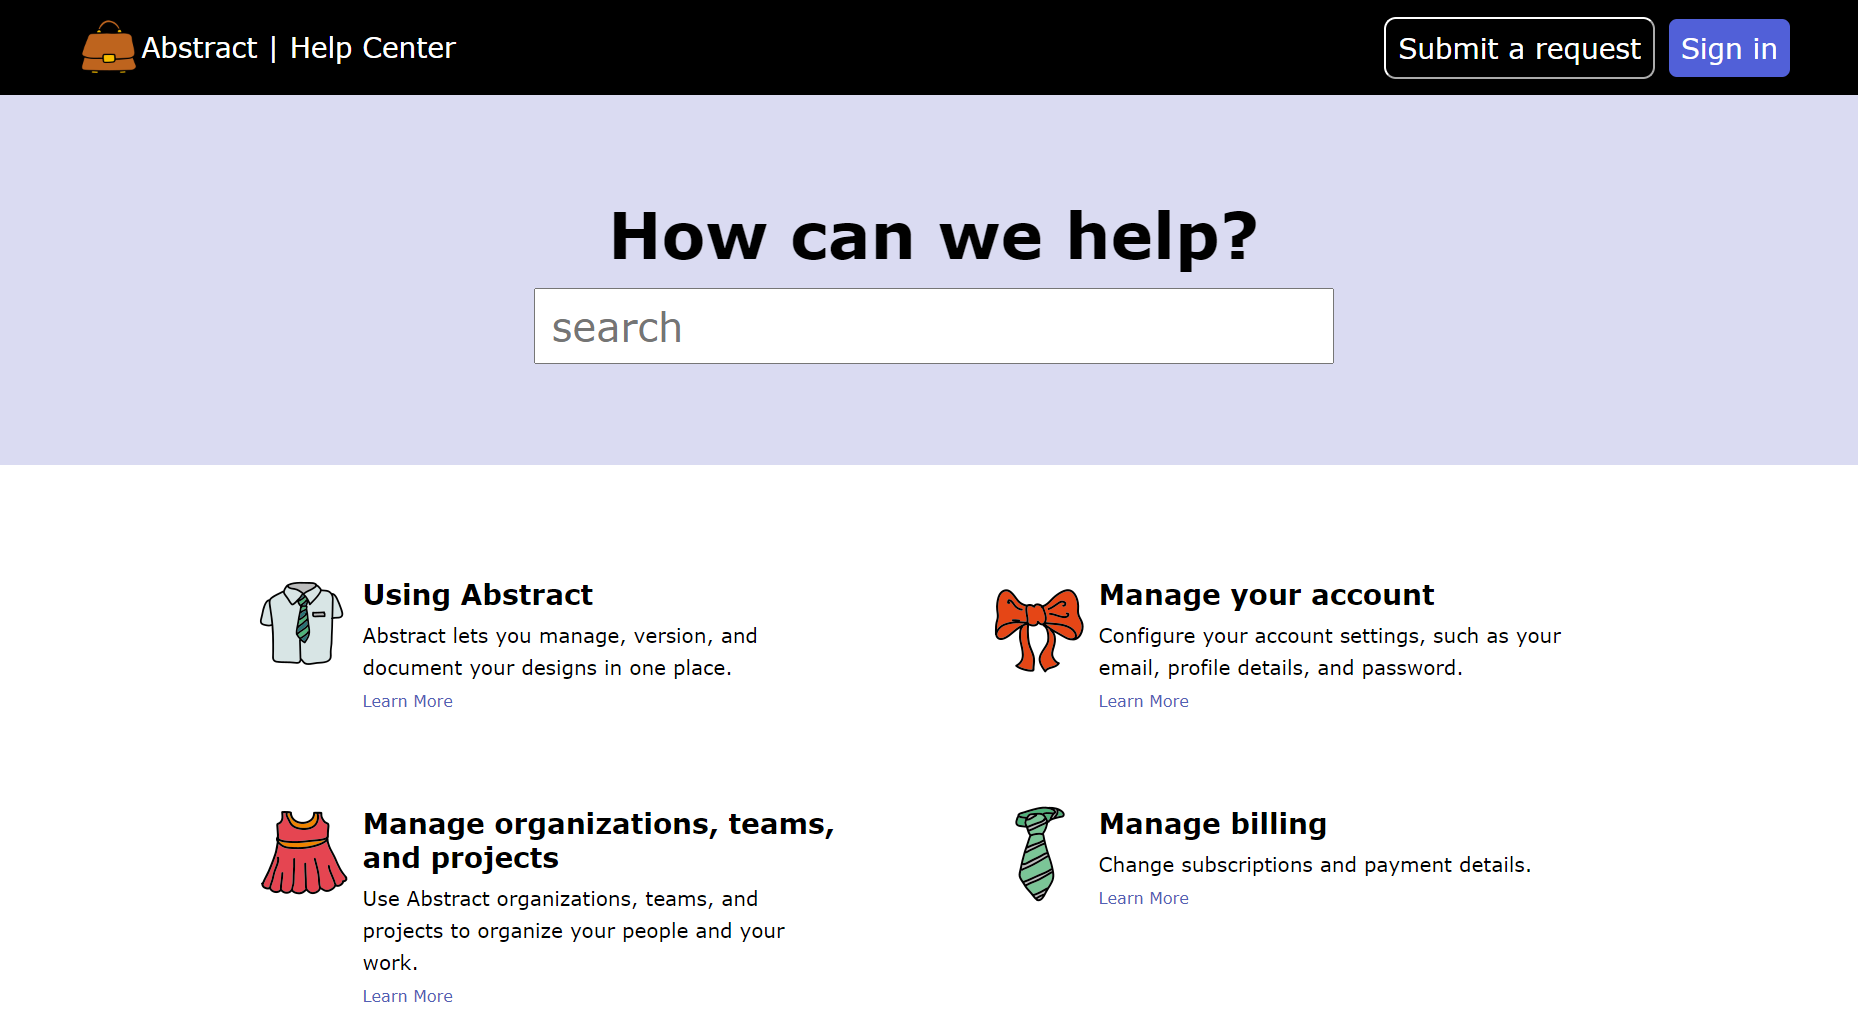 Abstract | Help Center
Submit a request
Sign in
How can we help?
search
Using Abstract
Abstract lets you manage, version, and
document your designs in one place.
Learn More
Manage your account
Configure your account settings, such as your
email, profile details, and password.
Learn More
Manage organizations, teams,
and projects
Use Abstract organizations, teams, and
projects to organize your people and your
work.
Learn More
Manage billing
Change subscriptions and payment details.
Learn More